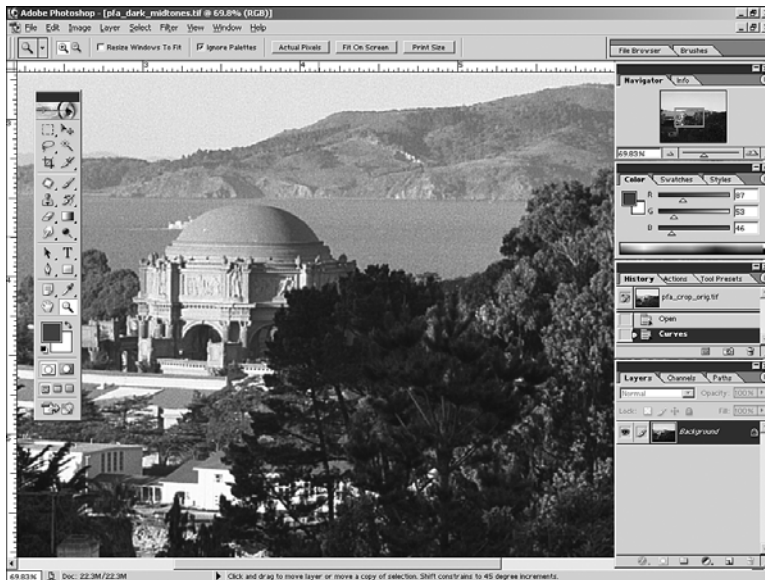 Adobe Photoshop - [pfa_dark_midtones.tif @ 69.8% (RGB)]
File Edit Image Layer Select Filter View Window Help
Resize Windows To Fit Ignore Palettes Actual Pixels Fit On Screen Print Size
File Browser Brushes
3 4 5
Navigator Info
69.83%
Color Swatches Styles
R 87
G 53
B 46
History Actions Tool Presets
pfa_crop_orig.tif
Open
Curves
Layers Channels Paths
Normal Opacity: 100%
Lock: Fill: 100%
Background
69.83% Doc: 22.3M/22.3M Click and drag to move layer or move a copy of selection. Shift constrains to 45 degree increments.